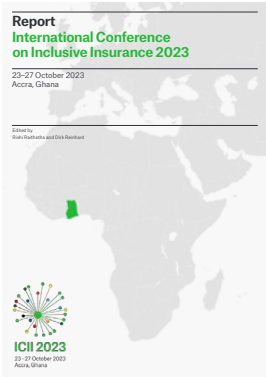 Report
International Conference
on Inclusive Insurance 2023
23–27 October 2023
Accra, Ghana
Edited by
Rishi Raithatha and Dirk Reinhard
ICII 2023
23–27 October 2023
Accra, Ghana